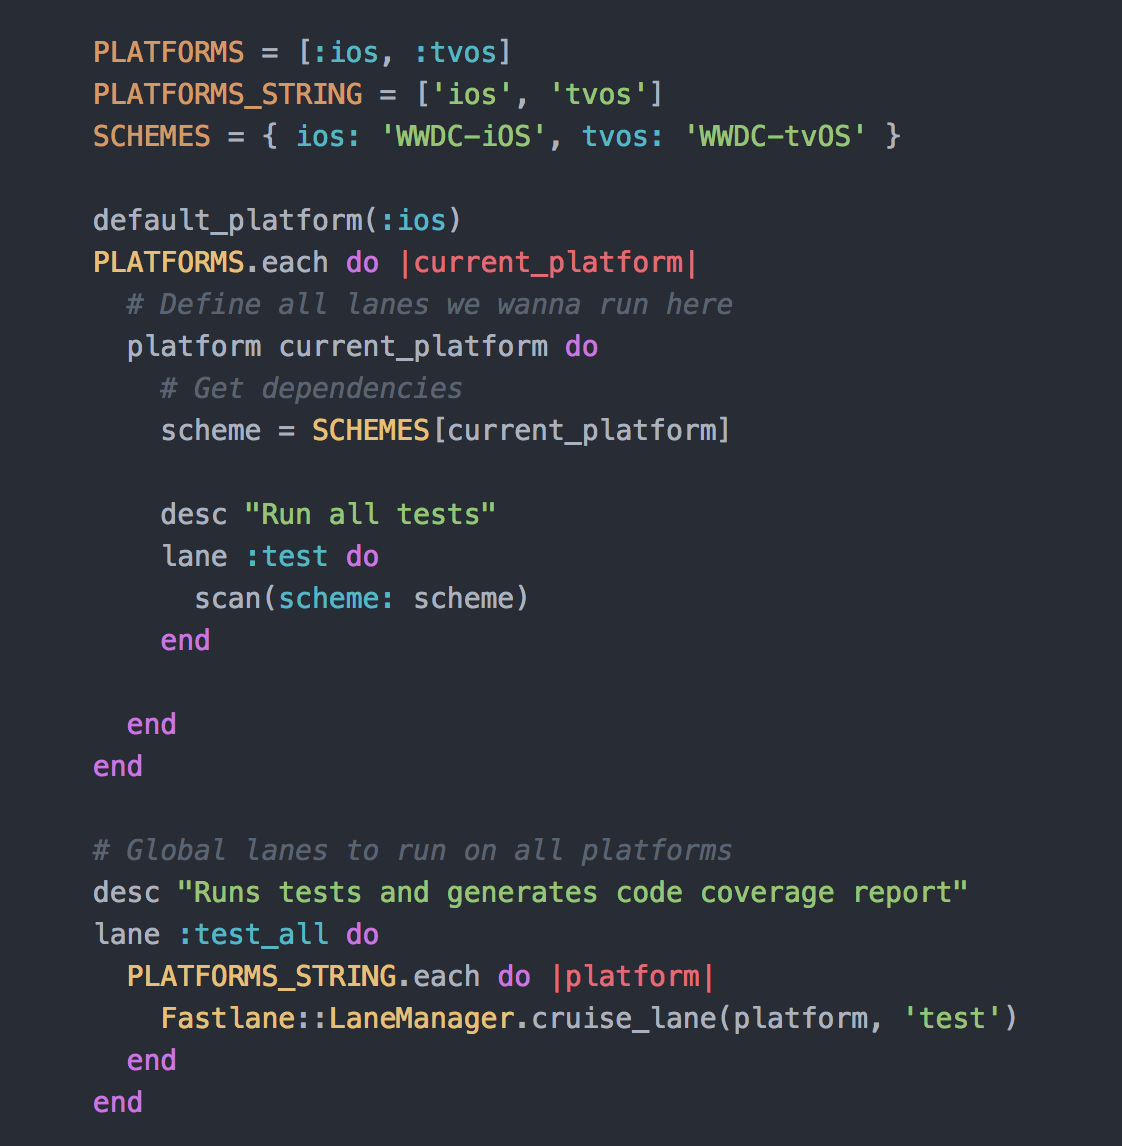 PLATFORMS = [:ios, :tvos]
PLATFORMS_STRING = ['ios', 'tvos']
SCHEMES = { ios: 'WWDC-iOS', tvos: 'WWDC-tvOS' }

default_platform(:ios)
PLATFORMS.each do |current_platform|
  # Define all lanes we wanna run here
  platform current_platform do
    # Get dependencies
    scheme = SCHEMES[current_platform]

    desc "Run all tests"
    lane :test do
      scan(scheme: scheme)
    end

  end
end

# Global lanes to run on all platforms
desc "Runs tests and generates code coverage report"
lane :test_all do
  PLATFORMS_STRING.each do |platform|
    Fastlane::LaneManager.cruise_lane(platform, 'test')
  end
end